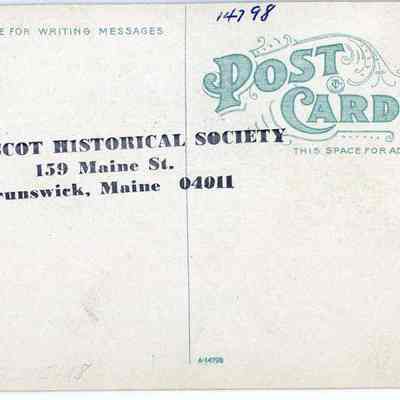 14798
E FOR WRITING MESSAGES
POST CARD
THIS SPACE FOR AD
SCOT HISTORICAL SOCIETY
159 Maine St.
runswick, Maine 04011
A-14798